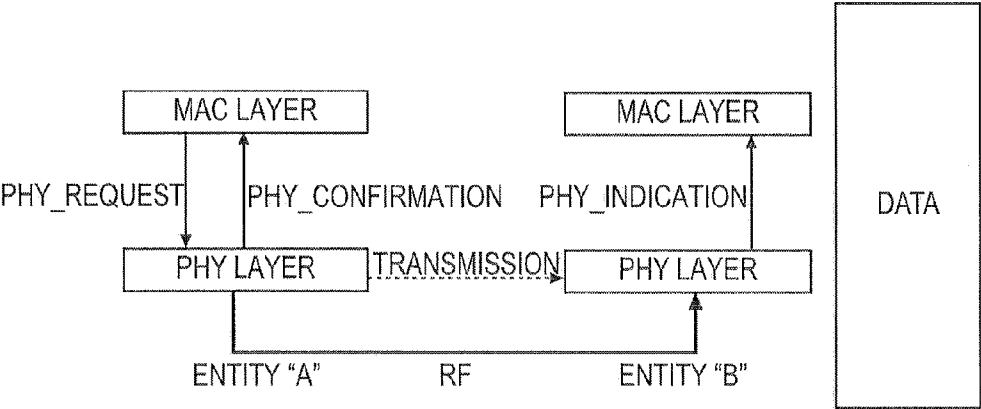 MAC LAYER
MAC LAYER
PHY_REQUEST
PHY_CONFIRMATION
PHY_INDICATION
DATA
PHY LAYER
TRANSMISSION
PHY LAYER
ENTITY “A”
RF
ENTITY “B”